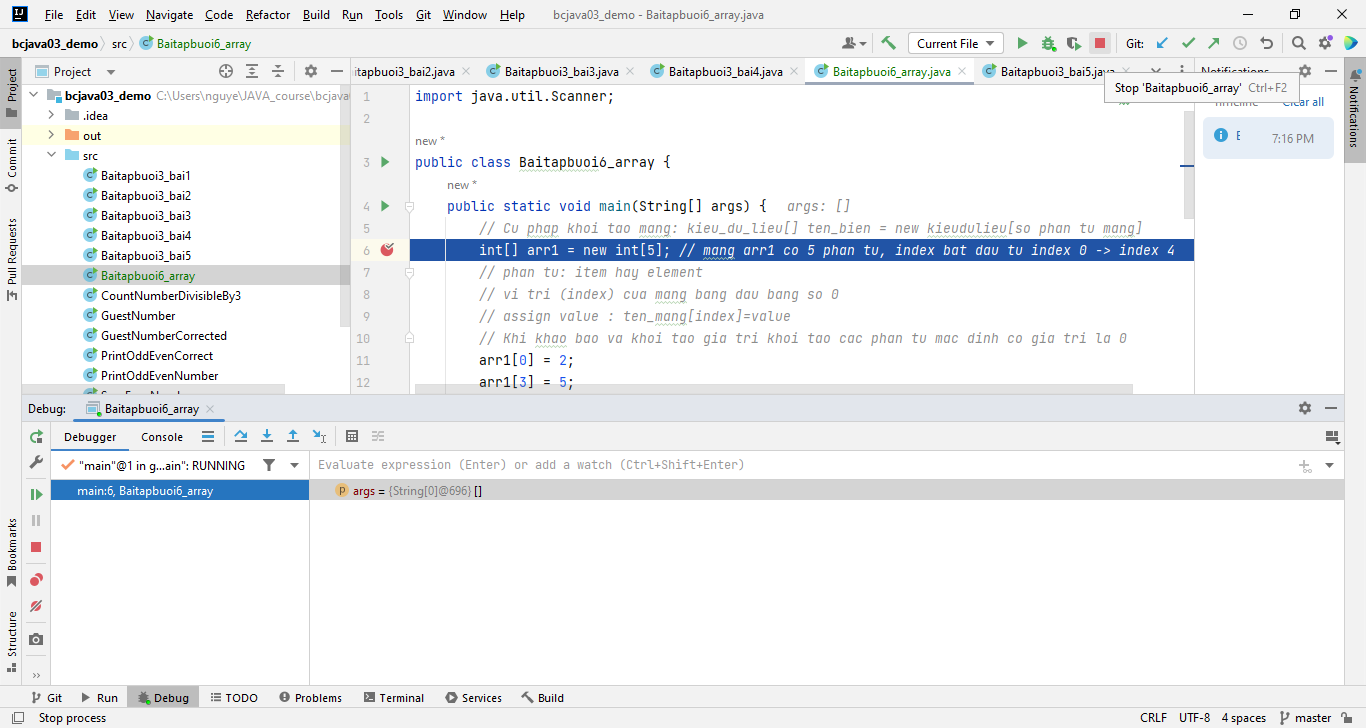 File Edit View Navigate Code Refactor Build Run Tools Git Window Help bcjava03_demo - Baitapbuoi6_array.java
bcjava03_demo src Baitapbuoi6_array Current File Git:
Project
itapbuoi3_bai2.java Baitapbuoi3_bai3.java Baitapbuoi3_bai4.java Baitapbuoi6_array.java Baitapbuoi3_bai5.java Notifications
Stop 'Baitapbuoi6_array' Ctrl+F2
Timeline Clear all
7:16 PM
bcjava03_demo C:\Users\nguye\JAVA_course\bcjava
.idea
out
src
Baitapbuoi3_bai1
Baitapbuoi3_bai2
Baitapbuoi3_bai3
Baitapbuoi3_bai4
Baitapbuoi3_bai5
Baitapbuoi6_array
CountNumberDivisibleBy3
GuestNumber
GuestNumberCorrected
PrintOddEvenCorrect
PrintOddEvenNumber
1 import java.util.Scanner;
2
new *
3 public class Baitapbuoi6_array {
new *
4 public static void main(String[] args) { args: []
5 // Cu phap khoi tao mang: kieu_du_lieu[] ten_bien = new kieudulieu[so phan tu mang]
6 int[] arr1 = new int[5]; // mang arr1 co 5 phan tu, index bat dau tu index 0 -> index 4
7 // phan tu: item hay element
8 // vi tri (index) cua mang bang dau bang so 0
9 // assign value : ten_mang[index]=value
10 // Khi khao bao va khoi tao gia tri khoi tao cac phan tu mac dinh co gia tri la 0
11 arr1[0] = 2;
12 arr1[3] = 5;
Project
Commit
Pull Requests
Bookmarks
Structure
Notifications
Debug: Baitapbuoi6_array
Debugger Console
"main"@1 in g...ain": RUNNING
Evaluate expression (Enter) or add a watch (Ctrl+Shift+Enter)
main:6, Baitapbuoi6_array
args = {String[0]@696} []
Git Run Debug TODO Problems Terminal Services Build
Stop process CRLF UTF-8 4 spaces master